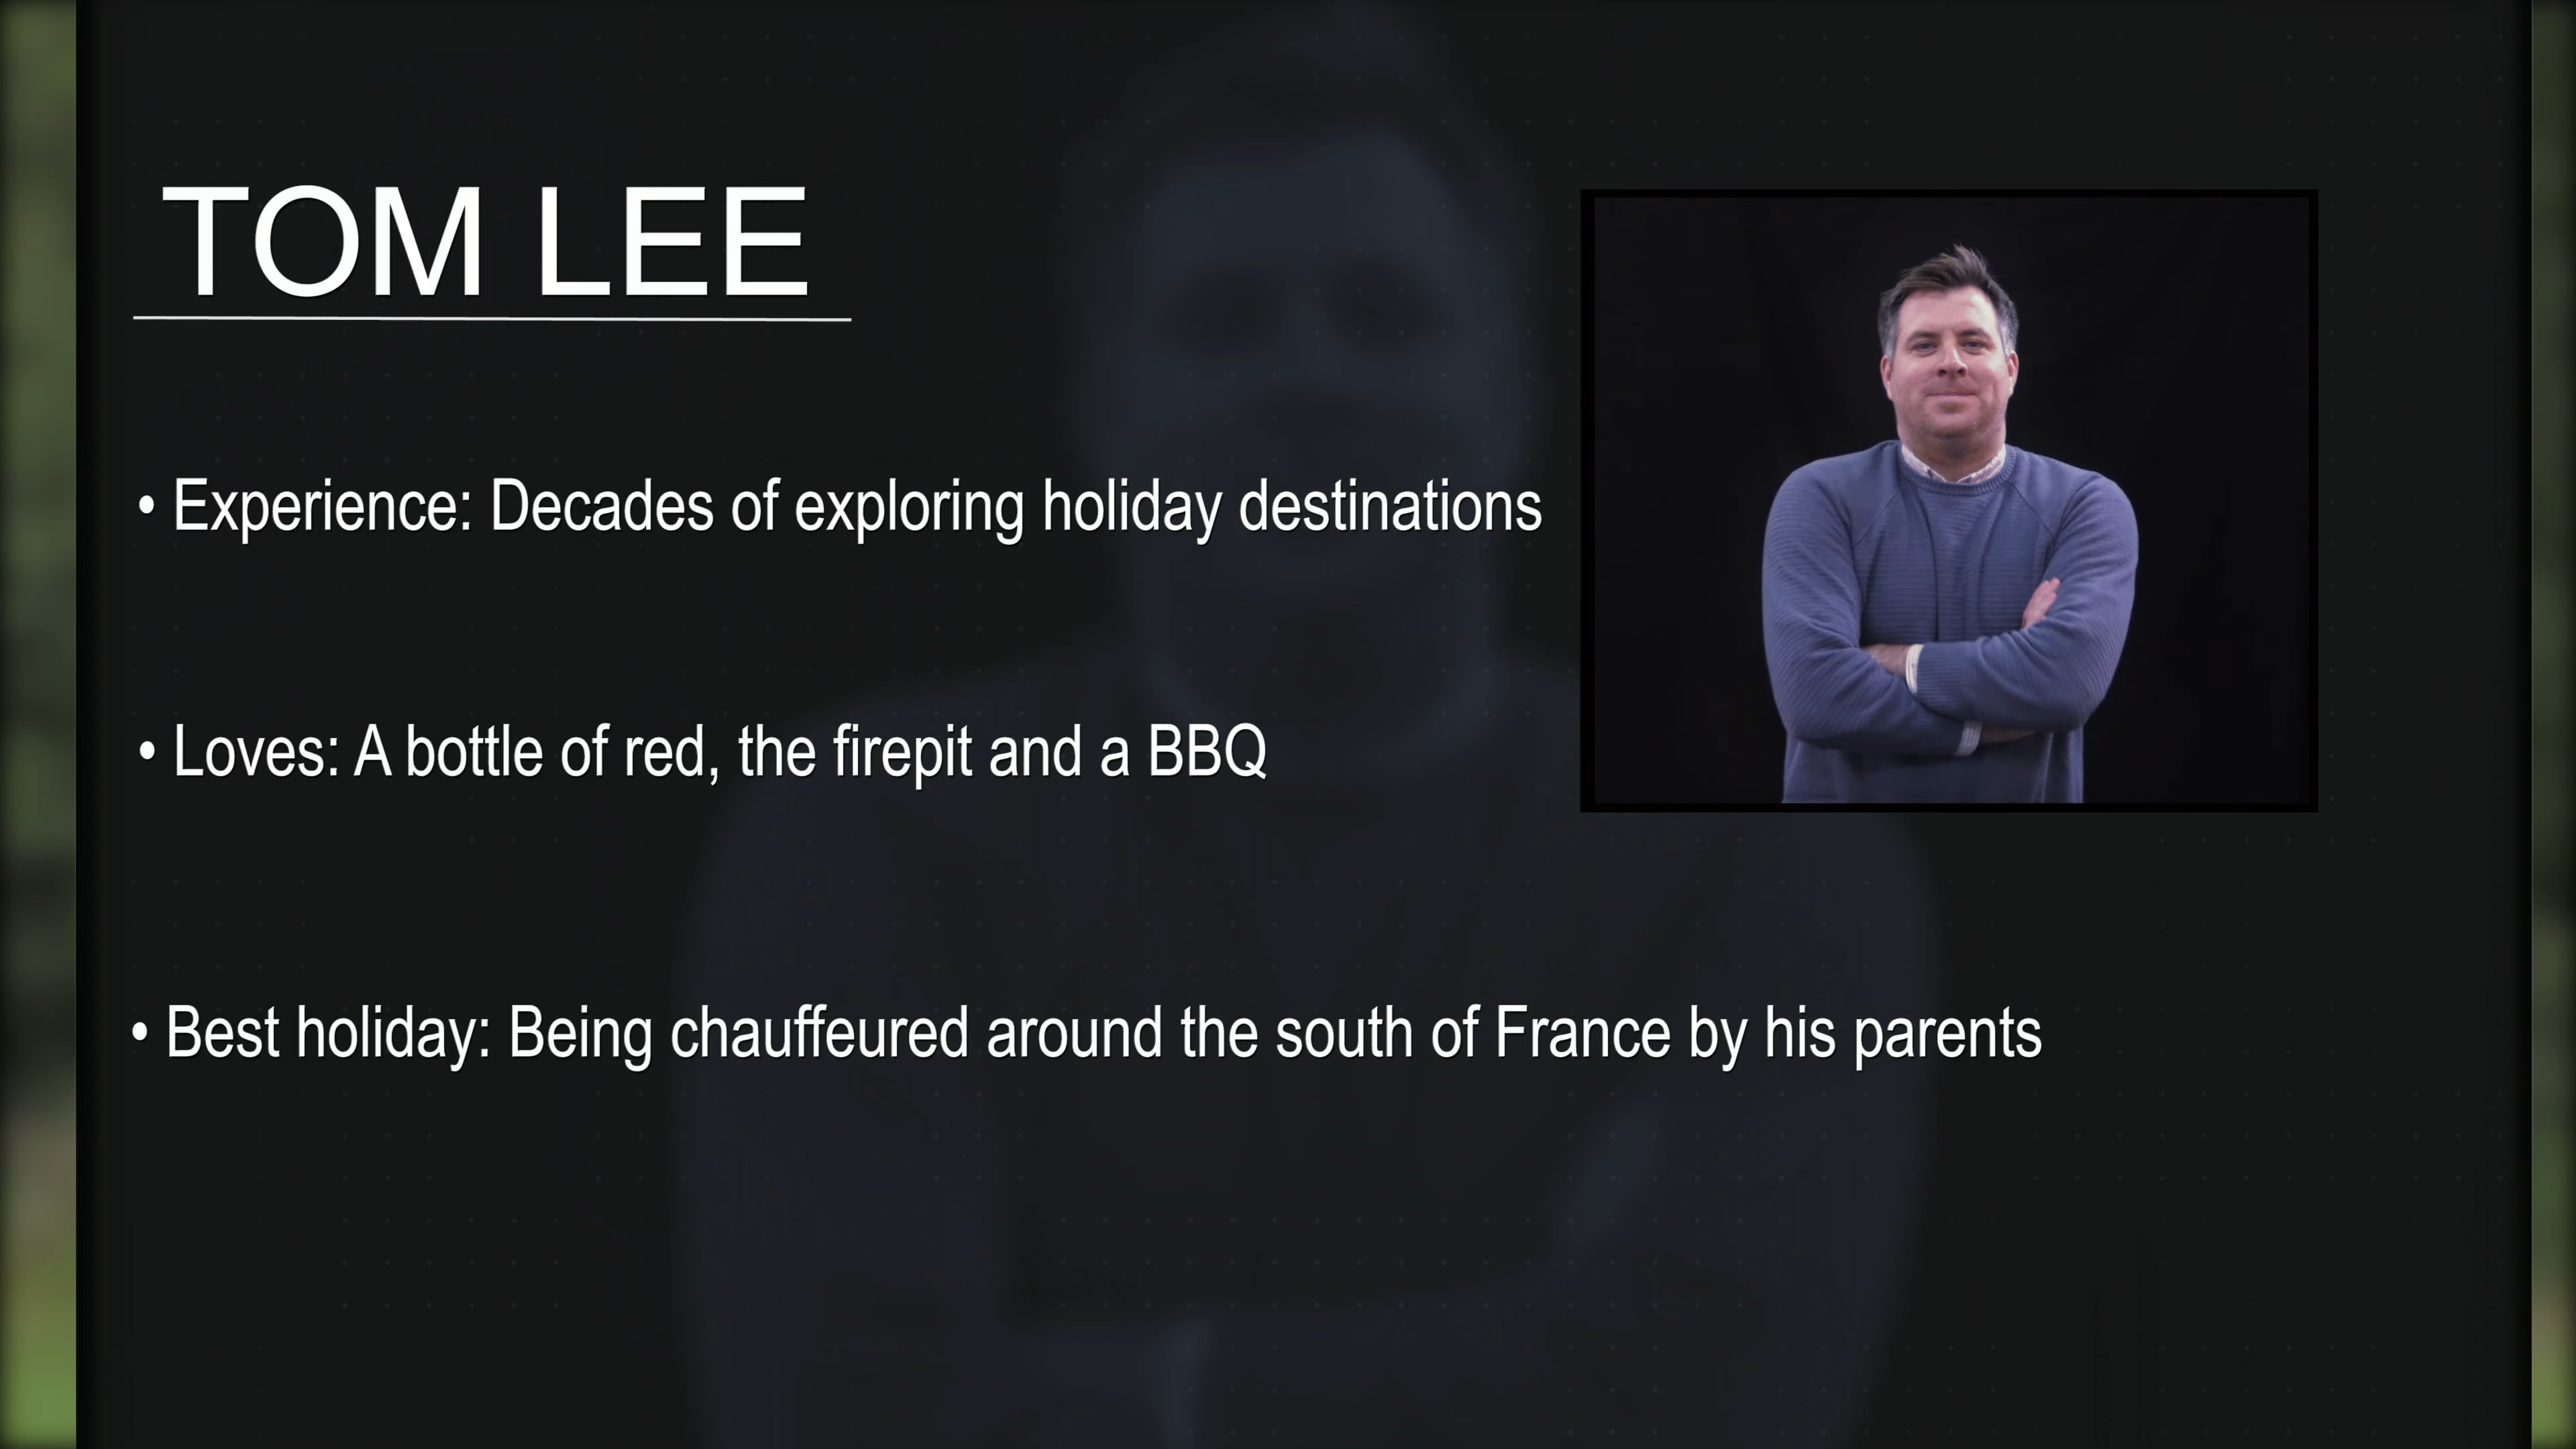 TOM LEE
• Experience: Decades of exploring holiday destinations
• Loves: A bottle of red, the firepit and a BBQ
• Best holiday: Being chauffeured around the south of France by his parents